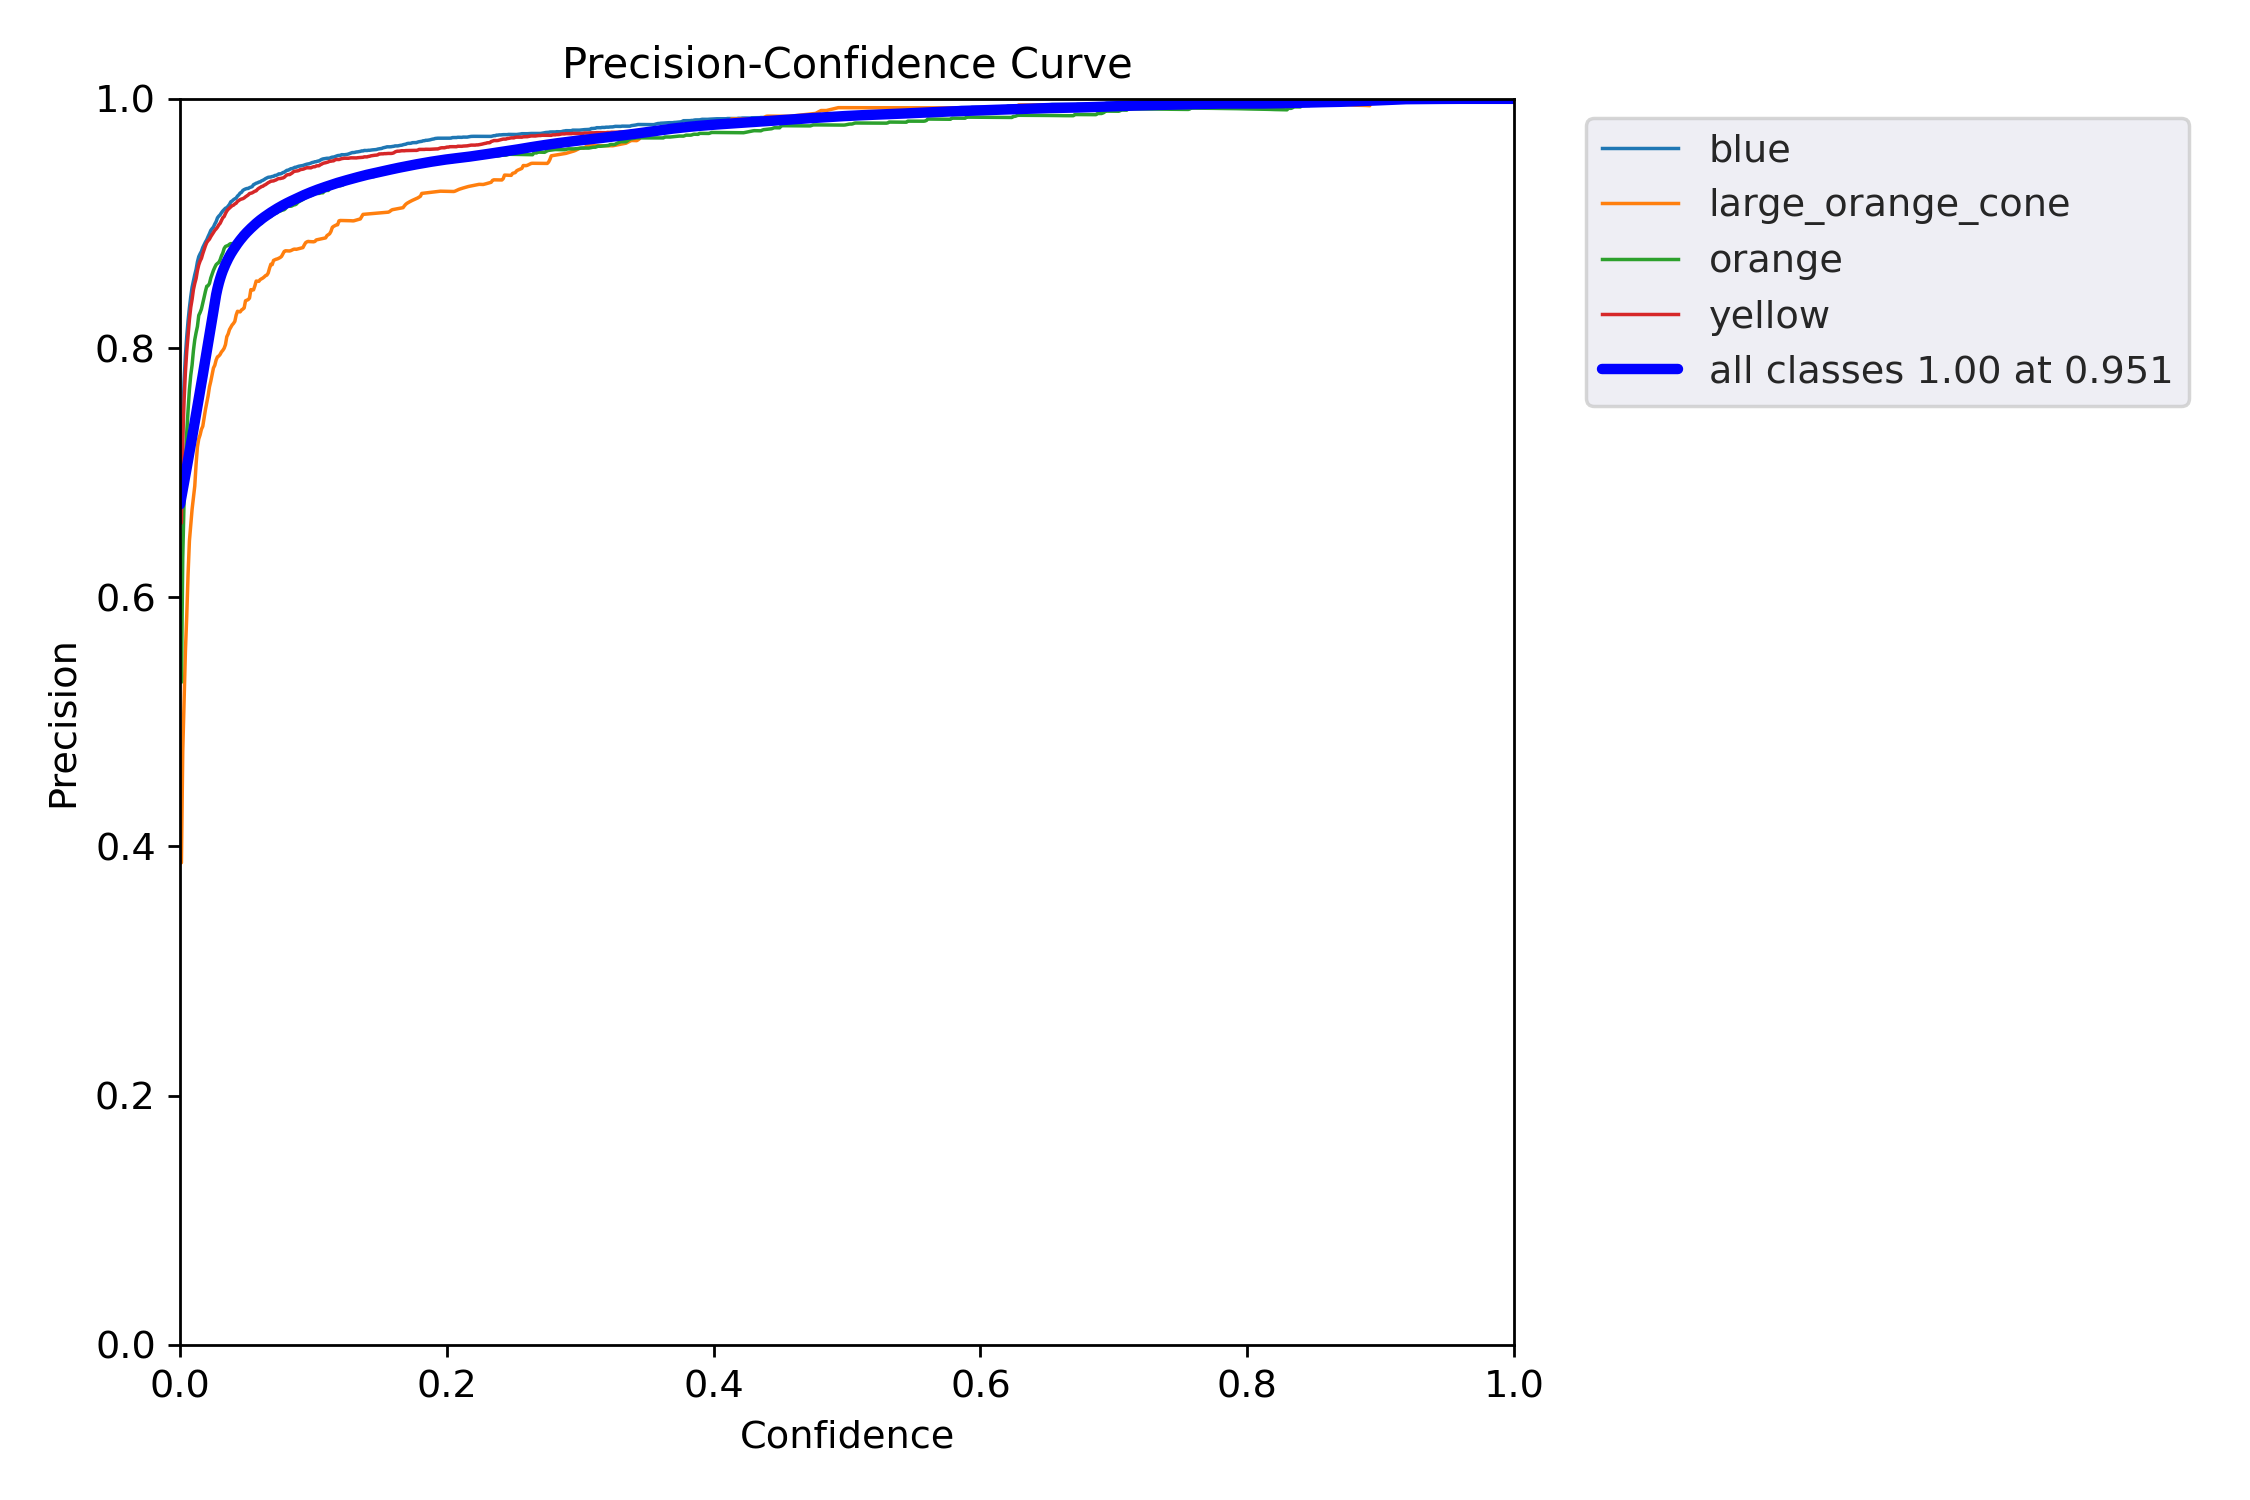 Precision-Confidence Curve
1.0
0.8
0.6
0.4
0.2
0.0
Precision
0.0 0.2 0.4 0.6 0.8 1.0
Confidence
blue
large_orange_cone
orange
yellow
all classes 1.00 at 0.951